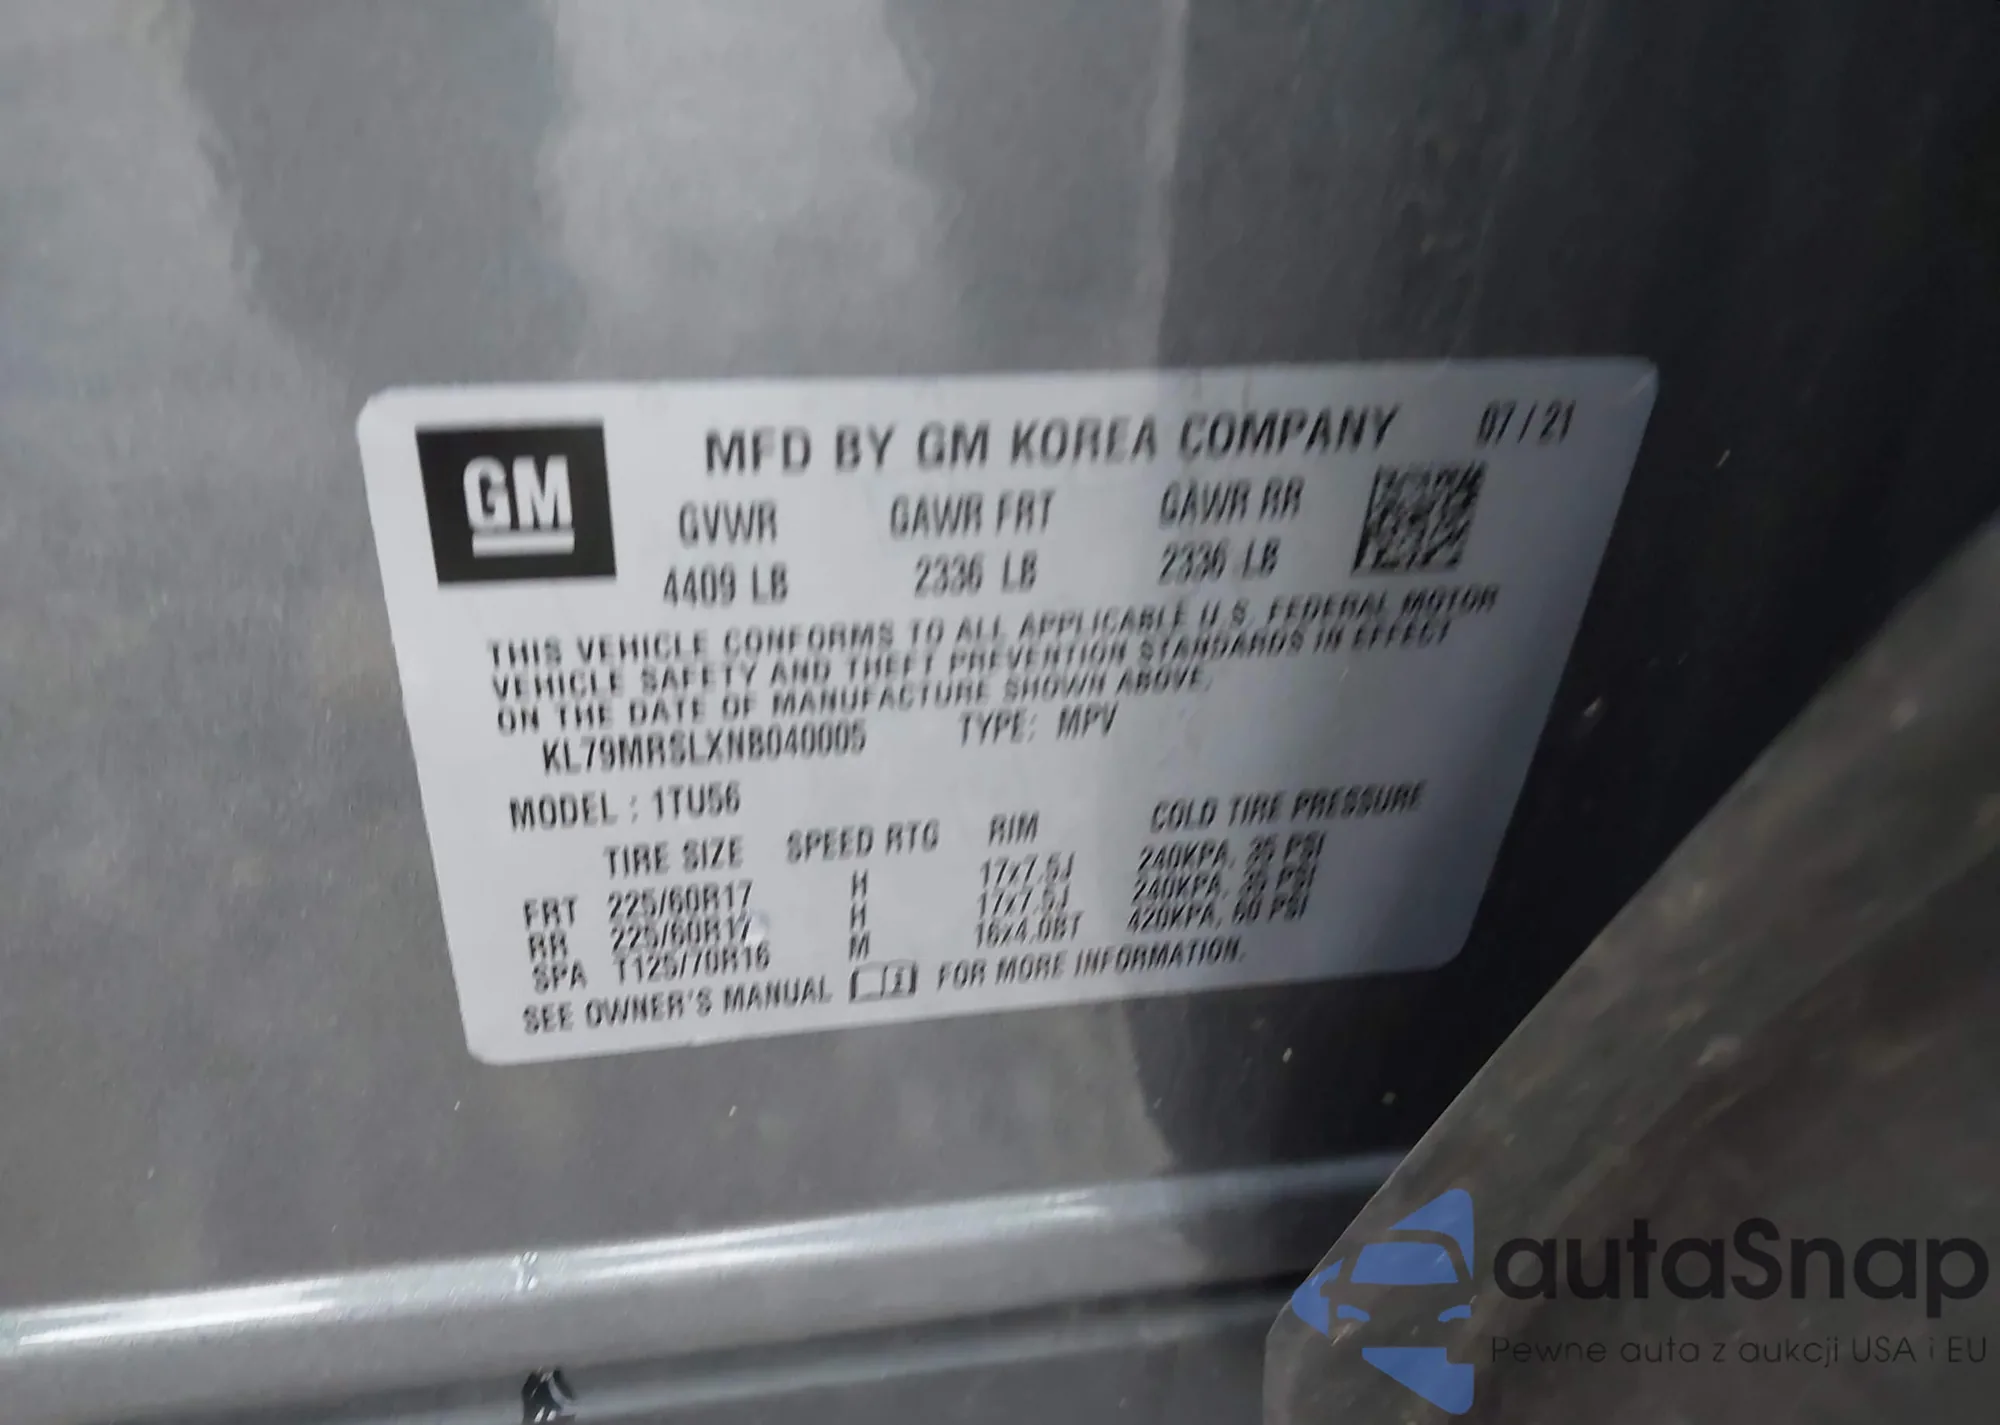 GM
MFD BY GM KOREA COMPANY 07/21
GVWR GAWR FRT GAWR RR
4409 LB 2336 LB 2336 LB
THIS VEHICLE CONFORMS TO ALL APPLICABLE U.S. FEDERAL MOTOR
VEHICLE SAFETY AND THEFT PREVENTION STANDARDS IN EFFECT
ON THE DATE OF MANUFACTURE SHOWN ABOVE.
KL79MRSLXNB040005 TYPE: MPV
MODEL : 1TU56
TIRE SIZE SPEED RTG RIM COLD TIRE PRESSURE
FRT 225/60R17 H 17x7.5J 240KPA, 35 PSI
RR 225/60R17 H 17x7.5J 240KPA, 35 PSI
SPA T125/70R16 M 16x4.0BT 420KPA, 60 PSI
SEE OWNER'S MANUAL FOR MORE INFORMATION.
autaSnap
Pewne auta z aukcji USA i EU